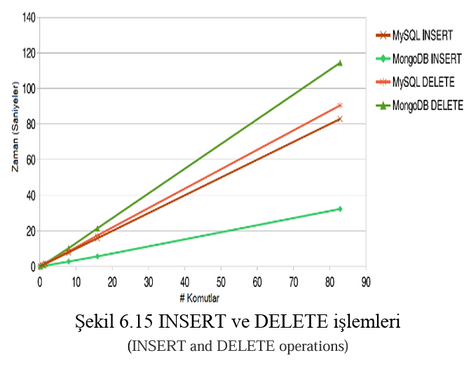 140
120
100
80
60
40
20
0
Zaman (Saniyeler)
0 10 20 30 40 50 60 70 80 90
# Komutlar
MySQL INSERT
MongoDB INSERT
MySQL DELETE
MongoDB DELETE
Şekil 6.15 INSERT ve DELETE işlemleri
(INSERT and DELETE operations)